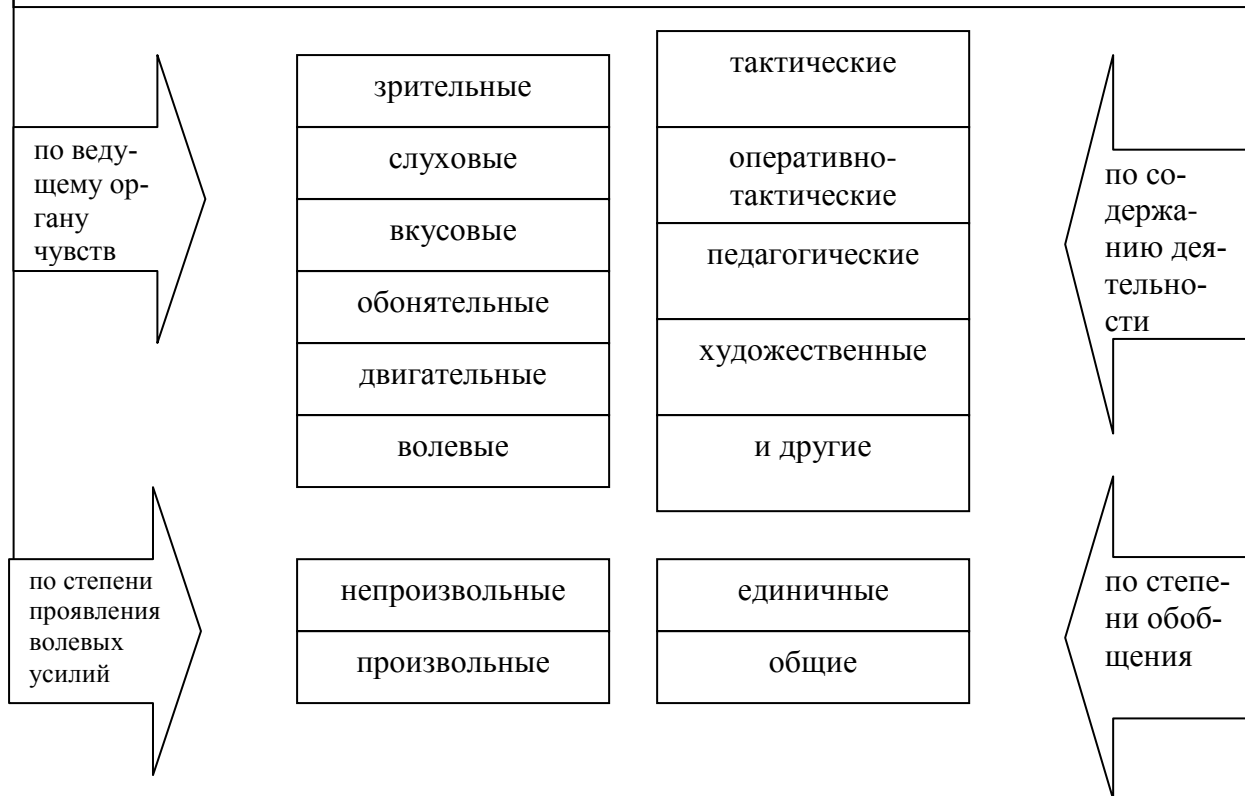 по веду-
щему ор-
гану
чувств
зрительные
слуховые
вкусовые
обонятельные
двигательные
волевые
тактические
оперативно-
тактические
педагогические
художественные
и другие
по со-
держа-
нию дея-
тельно-
сти
по степени
проявления
волевых
усилий
непроизвольные
произвольные
единичные
общие
по степе-
ни обоб-
щения